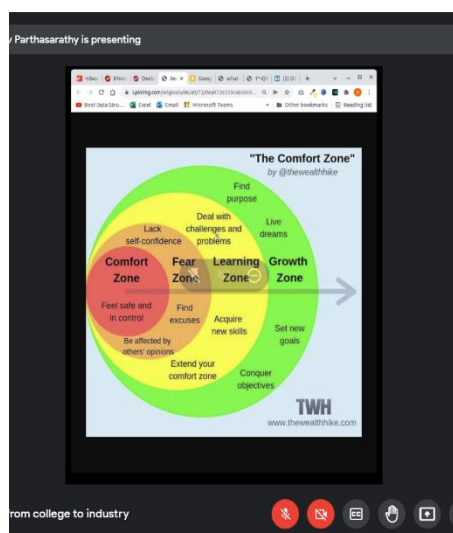 Parthasarathy is presenting
Best Data Stru... Excel Email Microsoft Teams Other bookmarks Reading list
"The Comfort Zone"
by @thewealthhike
Find
purpose
Deal with
challenges and
problems
Live
dreams
Lack
self-confidence
Comfort
Zone
Fear
Zone
Learning
Zone
Growth
Zone
Feel safe and
in control
Find
excuses
Acquire
new skills
Set new
goals
Be affected by
others' opinions
Extend your
comfort zone
Conquer
objectives
TWH
www.thewealthhike.com
from college to industry
CC